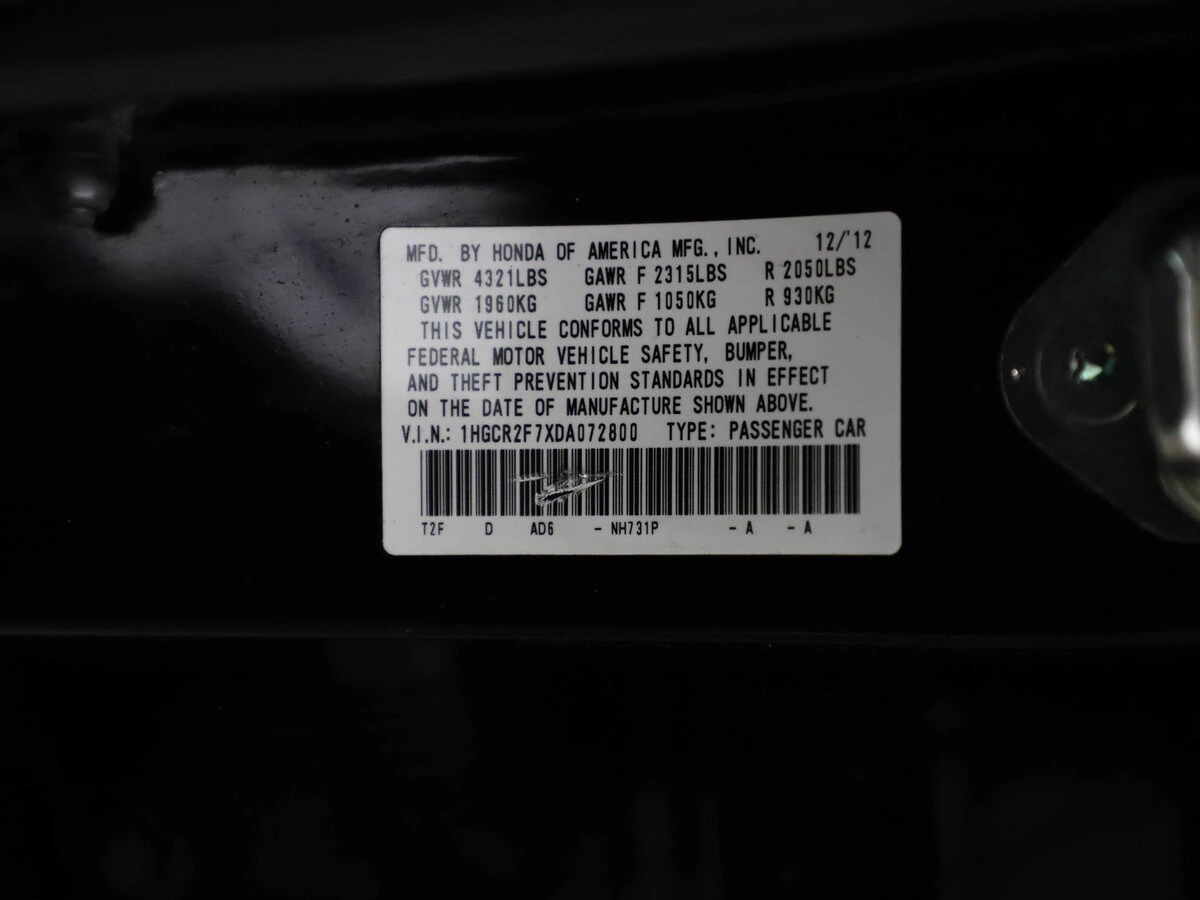 MFD. BY HONDA OF AMERICA MFG., INC. 12/'12
GVWR 4321LBS GAWR F 2315LBS R 2050LBS
GVWR 1960KG GAWR F 1050KG R 930KG
THIS VEHICLE CONFORMS TO ALL APPLICABLE
FEDERAL MOTOR VEHICLE SAFETY, BUMPER,
AND THEFT PREVENTION STANDARDS IN EFFECT
ON THE DATE OF MANUFACTURE SHOWN ABOVE.
V.I.N.: 1HGCR2F7XDA072800 TYPE: PASSENGER CAR
T2F D AD6 - NH731P - A - A